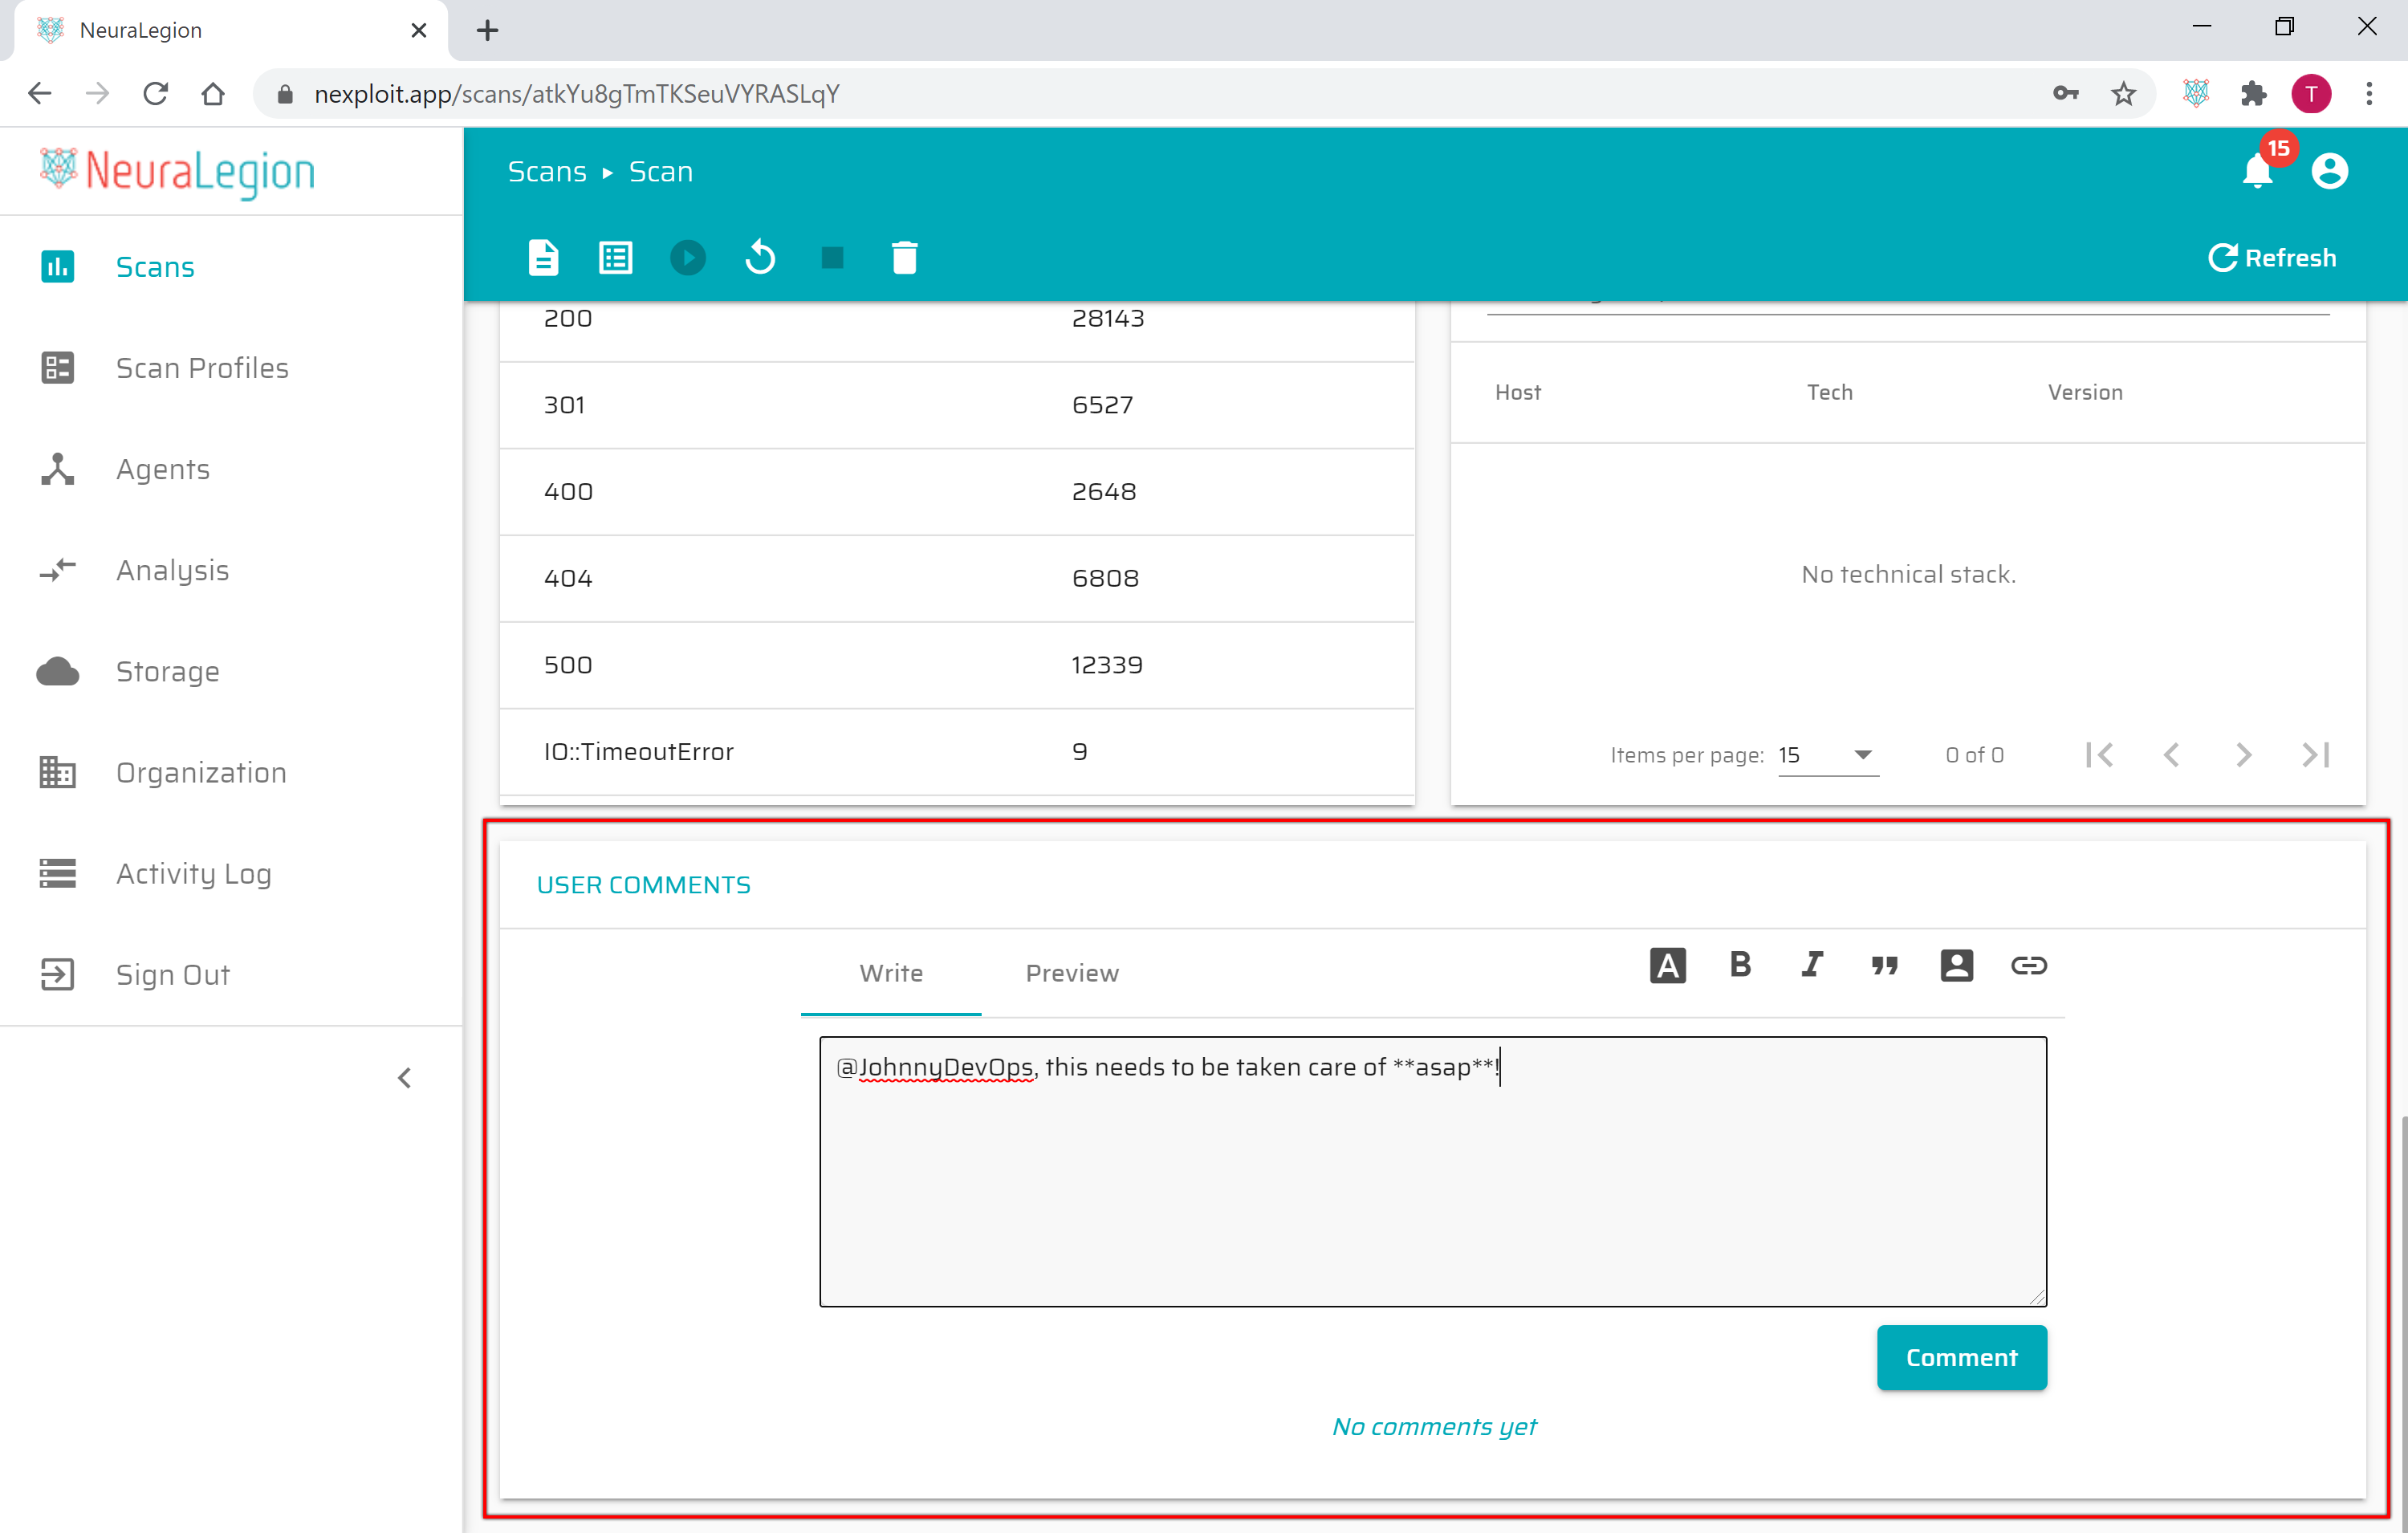 NeuraLegion
nexploit.app/scans/atkYu8gTmTKSeuVYRASLqY
T
NeuraLegion
Scans ▸ Scan
15
Refresh
Scans
Scan Profiles
Agents
Analysis
Storage
Organization
Activity Log
Sign Out
200 28143
301 6527
400 2648
404 6808
500 12339
IO::TimeoutError 9
Host Tech Version
No technical stack.
Items per page: 15 0 of 0
USER COMMENTS
Write Preview
A B I
@JohnnyDevOps, this needs to be taken care of **asap**!
Comment
No comments yet